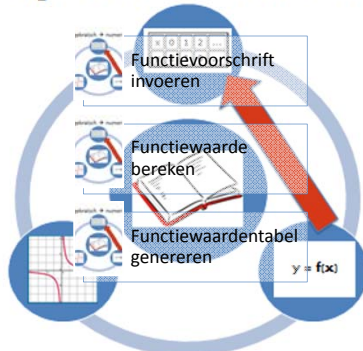 x 0 1 2 ...
Functievoorschrift
invoeren
Functiewaarde
bereken
Functiewaardentabel
genereren
y = f(x)